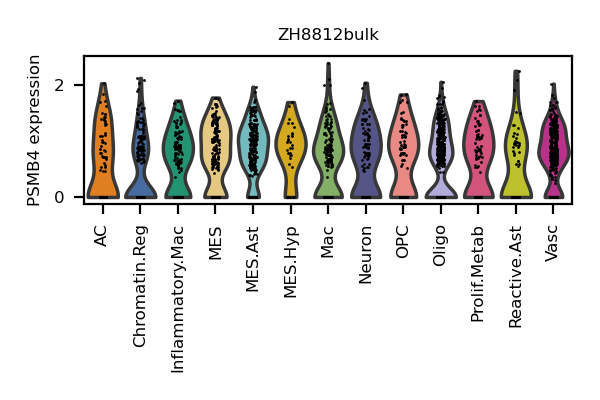 ZH8812bulk
PSMB4 expression
2
0
AC
Chromatin.Reg
Inflammatory.Mac
MES
MES.Ast
MES.Hyp
Mac
Neuron
OPC
Oligo
Prolif.Metab
Reactive.Ast
Vasc